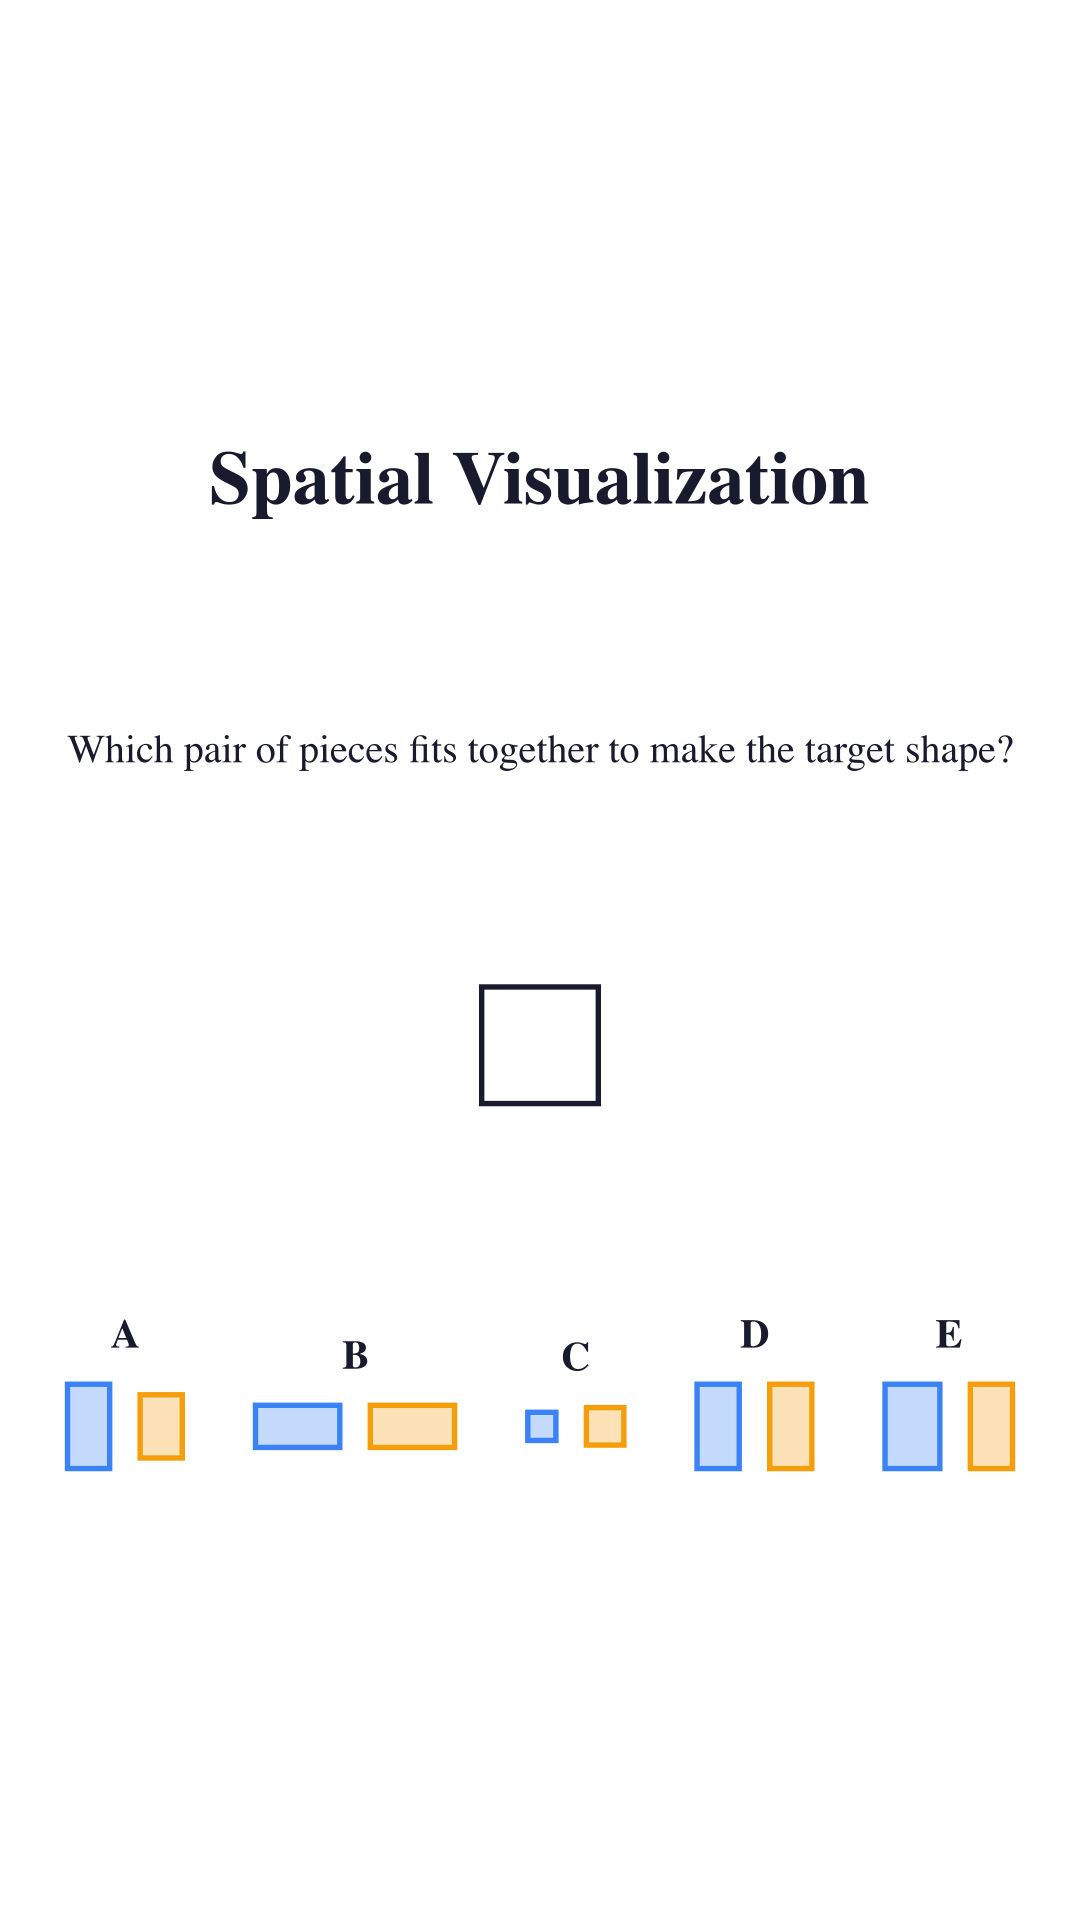 Spatial Visualization
Which pair of pieces fits together to make the target shape?
A
B
C
D
E